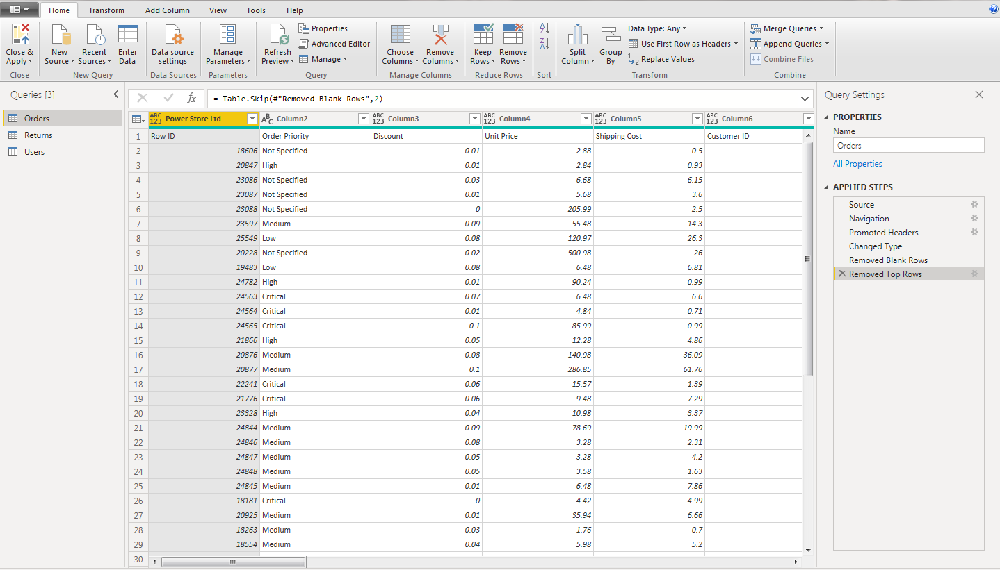 Home Transform Add Column View Tools Help
Close & Apply New Source Recent Sources Enter Data Data source settings Manage Parameters Refresh Preview Properties Advanced Editor Manage Choose Columns Remove Columns Keep Rows Remove Rows A Z Z A Split Column Group By Data Type: Any Use First Row as Headers 1 2 Replace Values Merge Queries Append Queries Combine Files
Close New Query Data Sources Parameters Query Manage Columns Reduce Rows Sort Transform Combine
Queries [3]
Orders
Returns
Users
fx = Table.Skip(#"Removed Blank Rows",2)
ABC 123 Power Store Ltd ABC Column2 ABC 123 Column3 ABC 123 Column4 ABC 123 Column5 ABC 123 Column6
1 Row ID Order Priority Discount Unit Price Shipping Cost Customer ID
2 18606 Not Specified 0.01 2.88 0.5
3 20847 High 0.01 2.84 0.93
4 23086 Not Specified 0.03 6.68 6.15
5 23087 Not Specified 0.01 5.68 3.6
6 23088 Not Specified 0 205.99 2.5
7 23597 Medium 0.09 55.48 14.3
8 25549 Low 0.08 120.97 26.3
9 20228 Not Specified 0.02 500.98 26
10 19483 Low 0.08 6.48 6.81
11 24782 High 0.01 90.24 0.99
12 24563 Critical 0.07 6.48 6.6
13 24564 Critical 0.01 4.84 0.71
14 24565 Critical 0.1 85.99 0.99
15 21866 High 0.05 12.28 4.86
16 20876 Medium 0.08 140.98 36.09
17 20877 Medium 0.1 286.85 61.76
18 22241 Critical 0.06 15.57 1.39
19 21776 Critical 0.06 9.48 7.29
20 23328 High 0.04 10.98 3.37
21 24844 Medium 0.09 78.69 19.99
22 24846 Medium 0.08 3.28 2.31
23 24847 Medium 0.05 3.28 4.2
24 24848 Medium 0.05 3.58 1.63
25 24845 Medium 0.01 6.48 7.86
26 18181 Critical 0 4.42 4.99
27 20925 Medium 0.01 35.94 6.66
28 18263 Medium 0.03 1.76 0.7
29 18554 Medium 0.04 5.98 5.2
30
Query Settings
PROPERTIES
Name
Orders
All Properties
APPLIED STEPS
Source
Navigation
Promoted Headers
Changed Type
Removed Blank Rows
Removed Top Rows